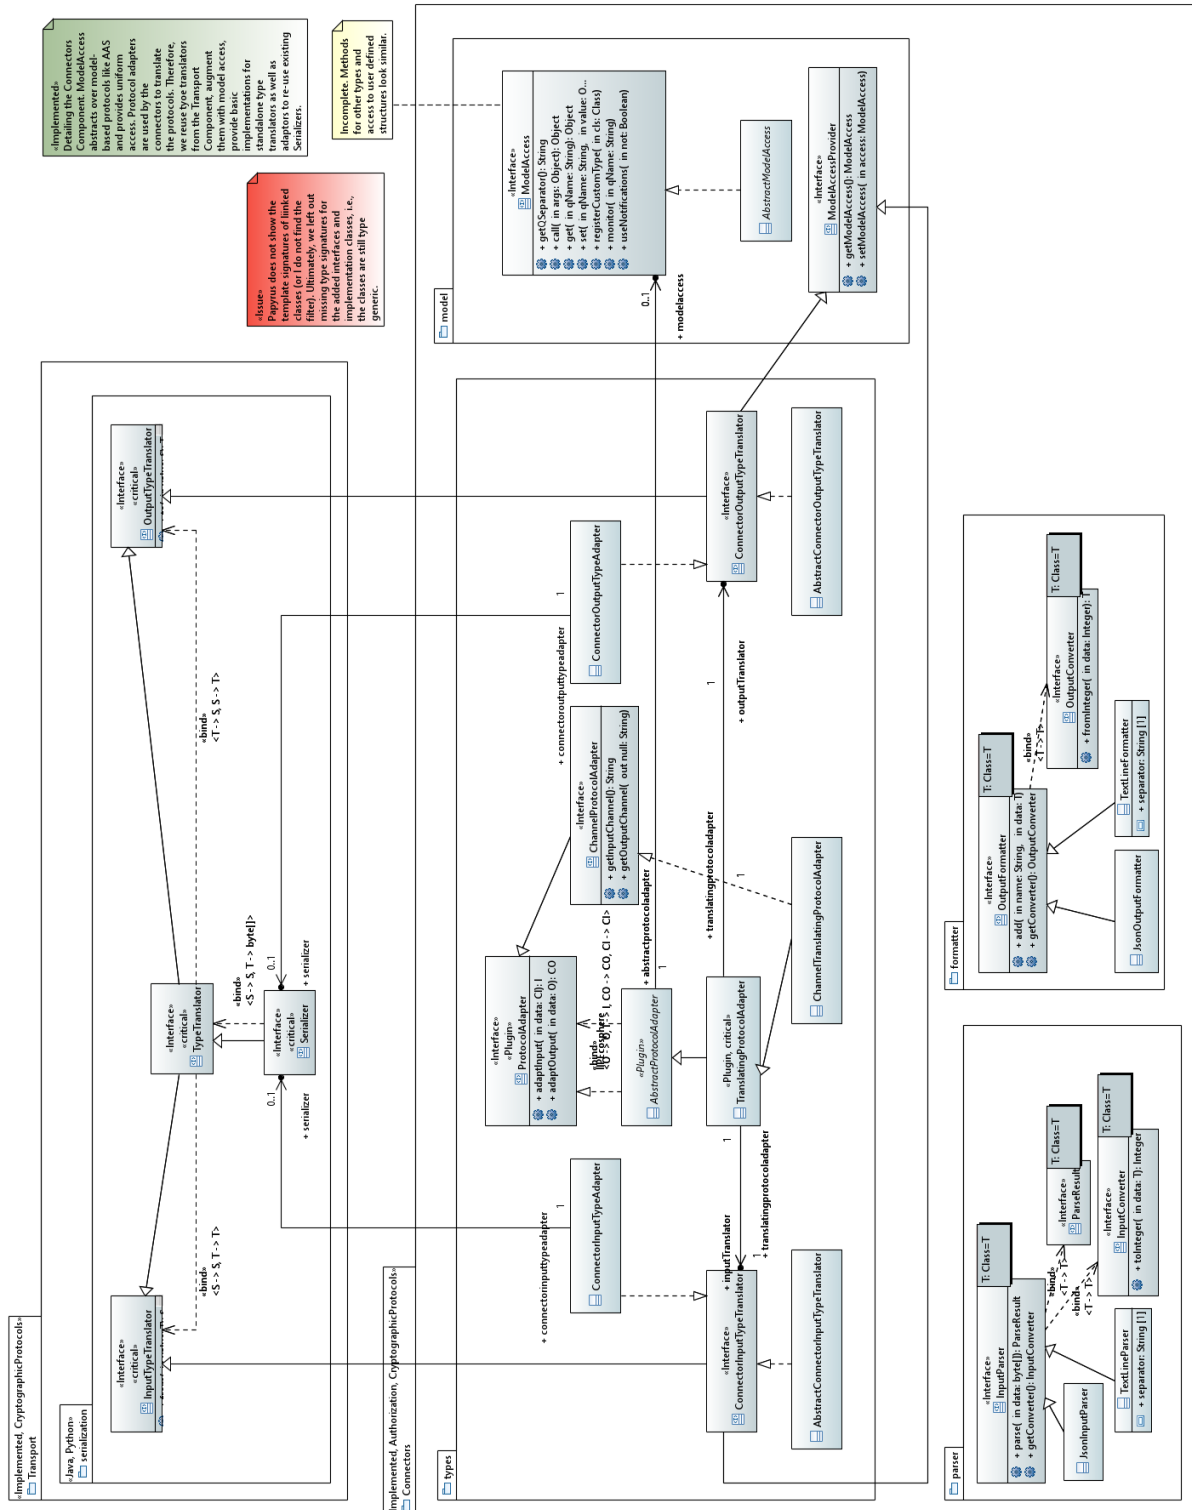 «Implemented, CryptographicProtocols»
Transport
«Java, Python»
serialization
«Interface»
«critical»
InputTypeTranslator
«Interface»
«critical»
TypeTranslator
«Interface»
«critical»
OutputTypeTranslator
«bind»
<S -> S, T -> T>
«bind»
<T -> S, S -> T>
«bind»
<S -> S, T -> byte[]>
«Interface»
«critical»
Serializer
0..1
+ serializer
0..1
+ serializer
«Implemented»
Detailing the Connectors
Component. ModelAccess
abstracts over model-
based protocols like AAS
and provides uniform
access. Protocol adapters
are used by the
connectors to translate
the protocols. Therefore,
we reuse tyoe translators
from the Transport
Component, augment
them with model access,
provide basic
implementations for
standalone type
translators as well as
adaptors to re-use existing
Serializers.
«Issue»
Papyrus does not show the
template signatures of liinked
classes (or I do not find the
filter). Ultimately, we left out
missing type signatures for
the added interfaces and
implementation classes, i.e.,
the classes are still type
generic.
Incomplete. Methods
for other types and
access to user defined
structures look similar.
Implemented, Authorization, CryptographicProtocols»
Connectors
types
+ connectorinputtypeadapter
1
ConnectorInputTypeAdapter
«Interface»
«Plugin»
ProtocolAdapter
+ adaptInput( in data: CI): I
+ adaptOutput( in data: O): CO
«Interface»
ChannelProtocolAdapter
+ getInputChannel(): String
+ getOutputChannel( out null: String)
+ connectoroutputtypeadapter
1
ConnectorOutputTypeAdapter
«bind»
«Plugin»
AbstractProtocolAdapter
+ abstractprotocoladapter
1
«Interface»
ConnectorInputTypeTranslator
+ inputTranslator
1
+ translatingprotocoladapter
1
«Plugin, critical»
TranslatingProtocolAdapter
+ translatingprotocoladapter
1
+ outputTranslator
1
«Interface»
ConnectorOutputTypeTranslator
AbstractConnectorInputTypeTranslator
ChannelTranslatingProtocolAdapter
AbstractConnectorOutputTypeTranslator
model
«Interface»
ModelAccess
+ getQSeparator(): String
+ call( in args: Object): Object
+ get( in qName: String): Object
+ set( in qName: String, in value: O...
+ registerCustomType( in cls: Class)
+ monitor( in qName: String)
+ useNotifications( in not: Boolean)
0..1
+ modelaccess
AbstractModelAccess
«Interface»
ModelAccessProvider
+ getModelAccess(): ModelAccess
+ setModelAccess( in access: ModelAccess)
parser
T: Class=T
«Interface»
InputParser
+ parse( in data: byte[]): ParseResult
+ getConverter(): InputConverter
T: Class=T
«Interface»
ParseResult
T: Class=T
«Interface»
InputConverter
+ toInteger( in data: T): Integer
«bind»
<T -> T>
«bind»
<T -> T>
JsonInputParser
TextLineParser
+ separator: String [1]
formatter
T: Class=T
«Interface»
OutputFormatter
+ add( in name: String, in data: T)
+ getConverter(): OutputConverter
T: Class=T
«Interface»
OutputConverter
+ fromInteger( in data: Integer): T
«bind»
<T -> T>
JsonOutputFormatter
TextLineFormatter
+ separator: String [1]